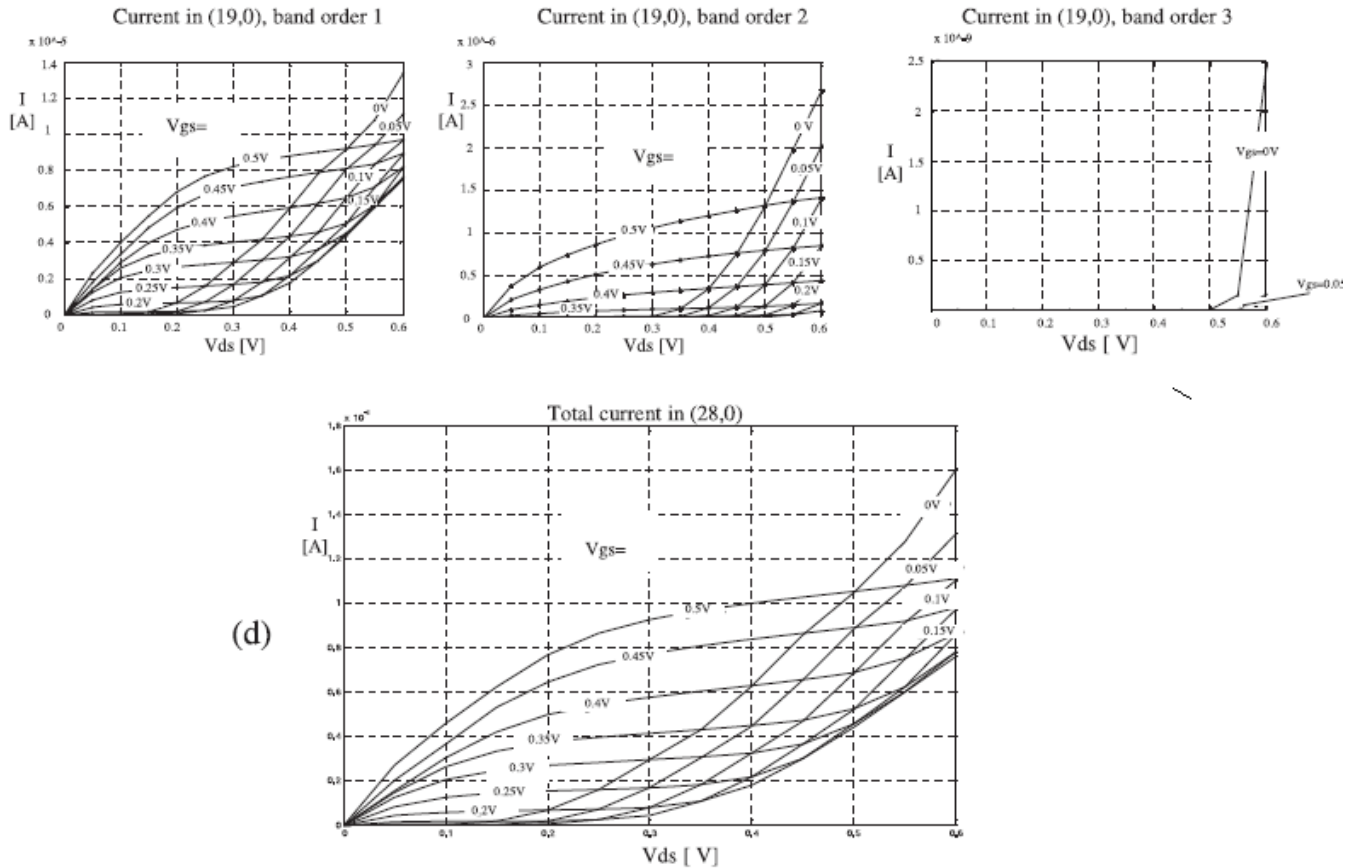 Current in (19,0), band order 1
x 10^-5
1.4
1.2
1
0.8
0.6
0.4
0.2
0
I
[A]
Vgs=
0V
0.05V
0.5V
0.45V
0.1V
0.15V
0.4V
0.35V
0.3V
0.25V
0.2V
0 0.1 0.2 0.3 0.4 0.5 0.6
Vds [V]
Current in (19,0), band order 2
x 10^-6
3
2.5
2
1.5
1
0.5
0
I
[A]
Vgs=
0 V
0.05V
0.1V
0.5V
0.45V
0.15V
0.4V
0.2V
0.35V
0 0.1 0.2 0.3 0.4 0.5 0.6
Vds [V]
Current in (19,0), band order 3
x 10^-9
2.5
2
1.5
1
0.5
I
[A]
Vgs=0V
Vgs=0.05
0 0.1 0.2 0.3 0.4 0.5 0.6
Vds [ V]
Total current in (28,0)
1,8
1,6
1,4
1,2
1
0,8
0,6
0,4
0,2
0
I
[A]
Vgs=
0V
0.05V
0.1V
0.5V
0.15V
0.45V
0.4V
0.35V
0.3V
0.25V
0.2V
(d)
0 0,1 0,2 0,3 0,4 0,5 0,6
Vds [ V]